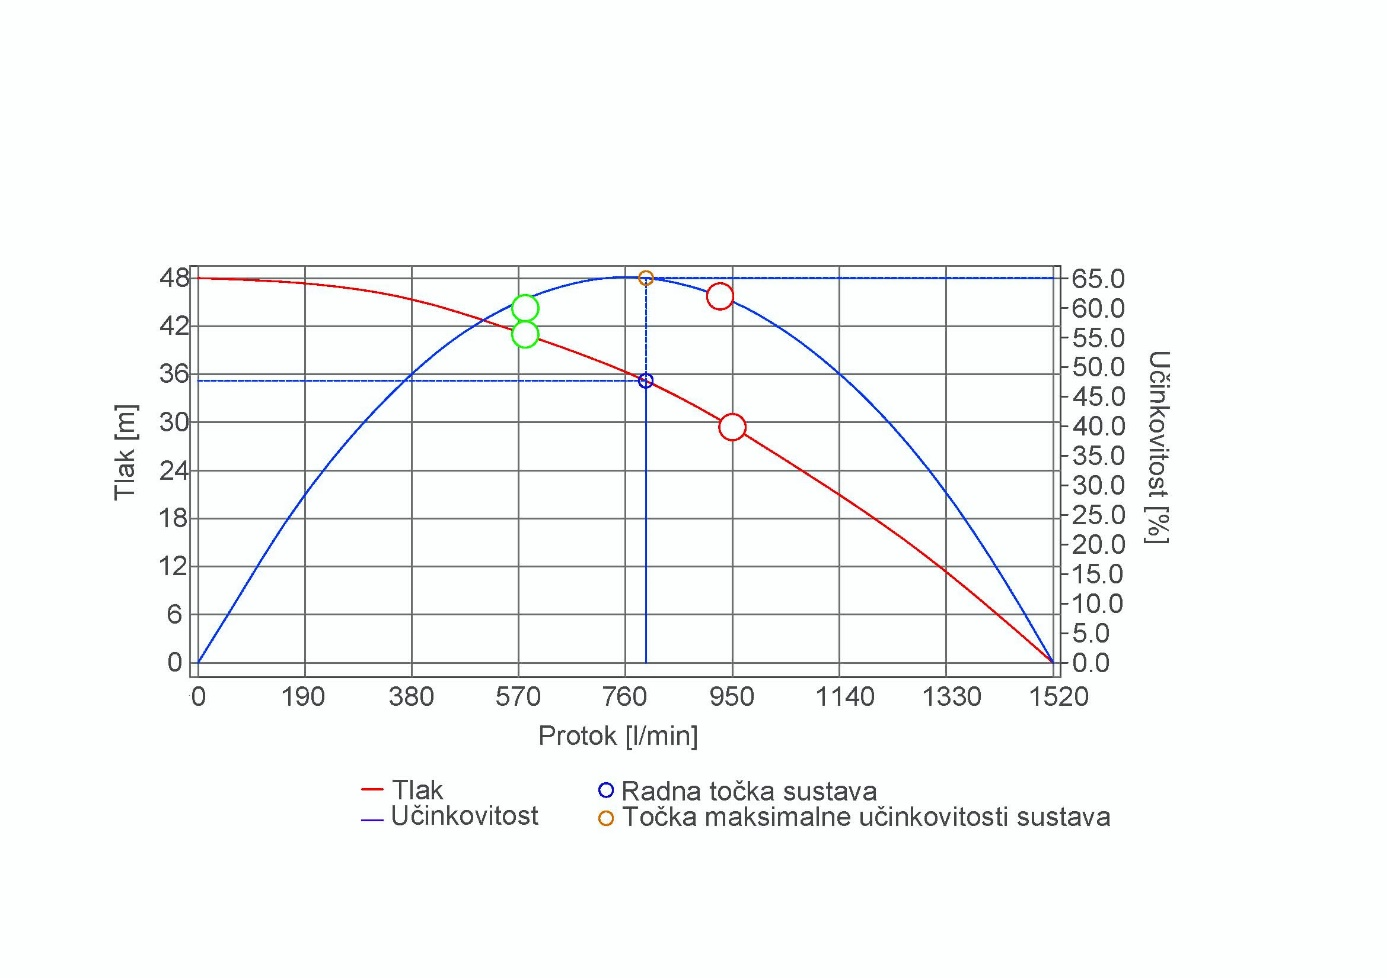 48
42
36
30
24
18
12
6
0
Tlak [m]
65.0
60.0
55.0
50.0
45.0
40.0
35.0
30.0
25.0
20.0
15.0
10.0
5.0
0.0
Učinkovitost [%]
0 190 380 570 760 950 1140 1330 1520
Protok [l/min]
Tlak
Učinkovitost
Radna točka sustava
Točka maksimalne učinkovitosti sustava